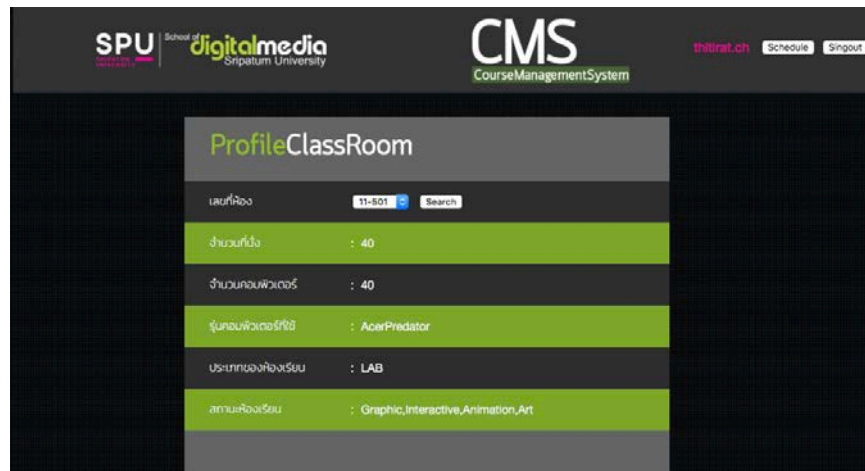 SPU
School of
digitalmedia
Sripatum University
CMS
CourseManagementSystem
thitirat.ch Schedule Singout
ProfileClassRoom
เลขที่ห้อง 11-501 Search
จำนวนที่นั่ง : 40
จำนวนคอมพิวเตอร์ : 40
รุ่นคอมพิวเตอร์ที่ใช้ : AcerPredator
ประเภทของห้องเรียน : LAB
สถานะห้องเรียน : Graphic,Interactive,Animation,Art